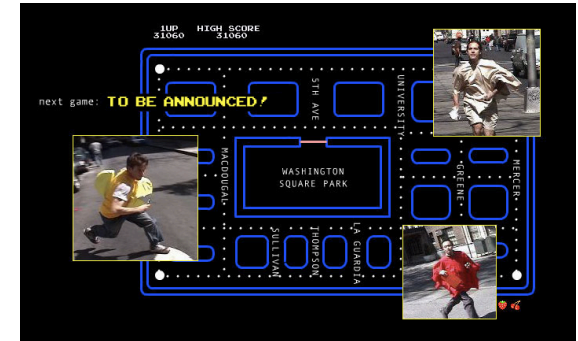 1UP HIGH SCORE
31060 31060
next game: TO BE ANNOUNCED!
5TH AVE
UNIVERSITY
MACDOUGAL
WASHINGTON
SQUARE PARK
GREENE
MERCER
SULLIVAN
THOMPSON
LA GUARDIA